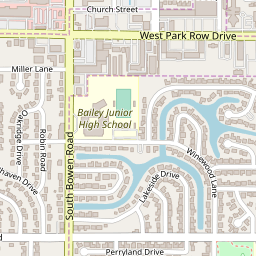 Church Street
West Park Row Drive
Miller Lane
Bailey Junior
High School
Oakridge Drive
Robin Road
South Bowen Road
Winewood Lane
Lakeside Drive
haven Drive
d
Perryland Drive